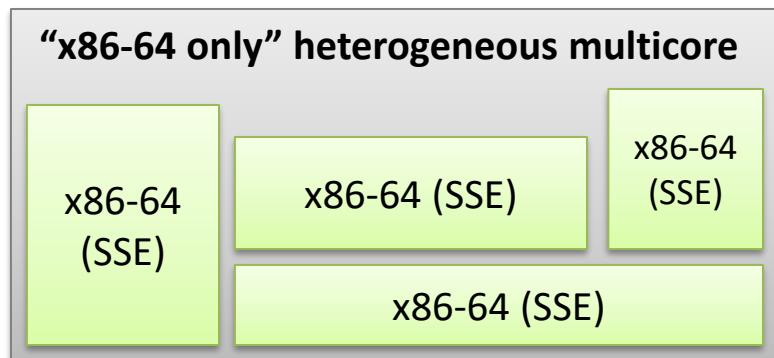 “x86-64 only” heterogeneous multicore
x86-64
(SSE)
x86-64 (SSE)
x86-64
(SSE)
x86-64 (SSE)